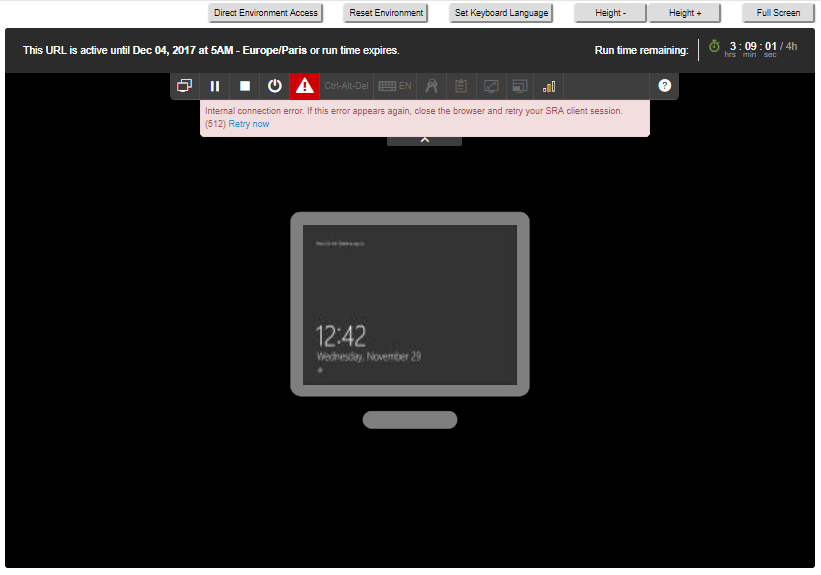 Direct Environment Access Reset Environment Set Keyboard Language Height - Height + Full Screen
This URL is active until Dec 04, 2017 at 5AM - Europe/Paris or run time expires. Run time remaining: 3 : 09 : 01 / 4h
hrs min sec
Ctrl-Alt-Del EN ?
Internal connection error. If this error appears again, close the browser and retry your SRA client session.
(512) Retry now
12:42
Wednesday, November 29